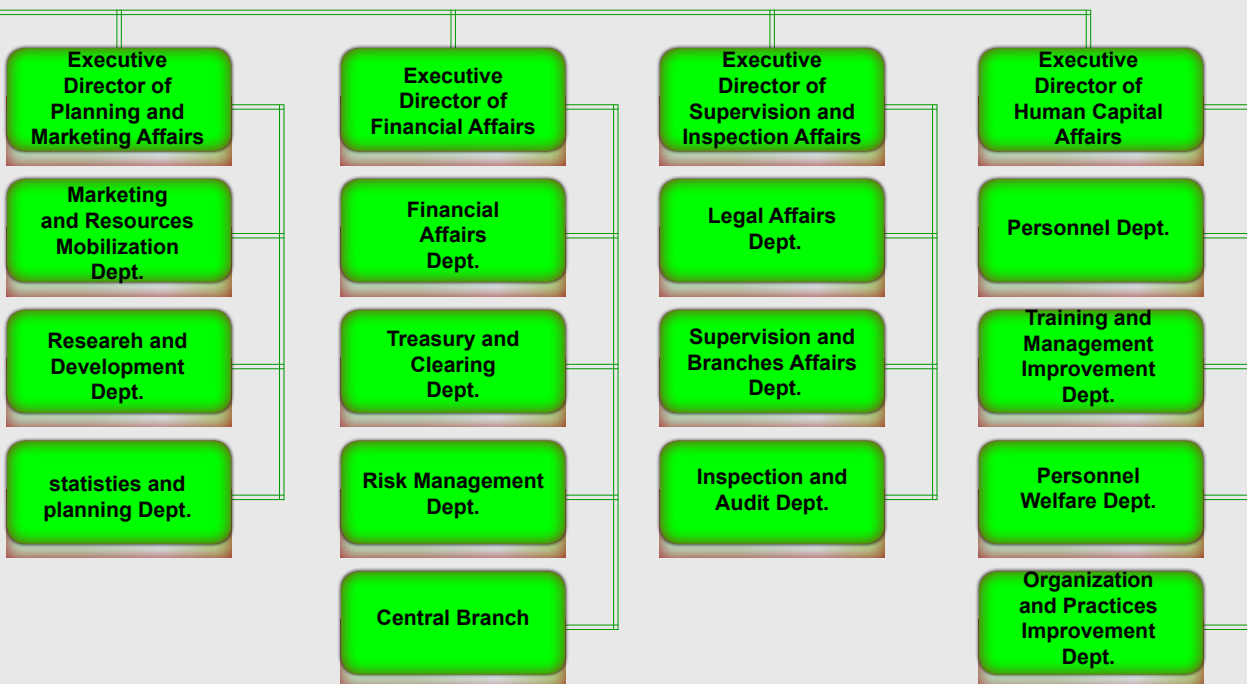 Executive
Director of
Planning and
Marketing Affairs
Marketing
and Resources
Mobilization
Dept.
Researeh and
Development
Dept.
statisties and
planning Dept.
Executive
Director of
Financial Affairs
Financial
Affairs
Dept.
Treasury and
Clearing
Dept.
Risk Management
Dept.
Central Branch
Executive
Director of
Supervision and
Inspection Affairs
Legal Affairs
Dept.
Supervision and
Branches Affairs
Dept.
Inspection and
Audit Dept.
Executive
Director of
Human Capital
Affairs
Personnel Dept.
Training and
Management
Improvement
Dept.
Personnel
Welfare Dept.
Organization
and Practices
Improvement
Dept.